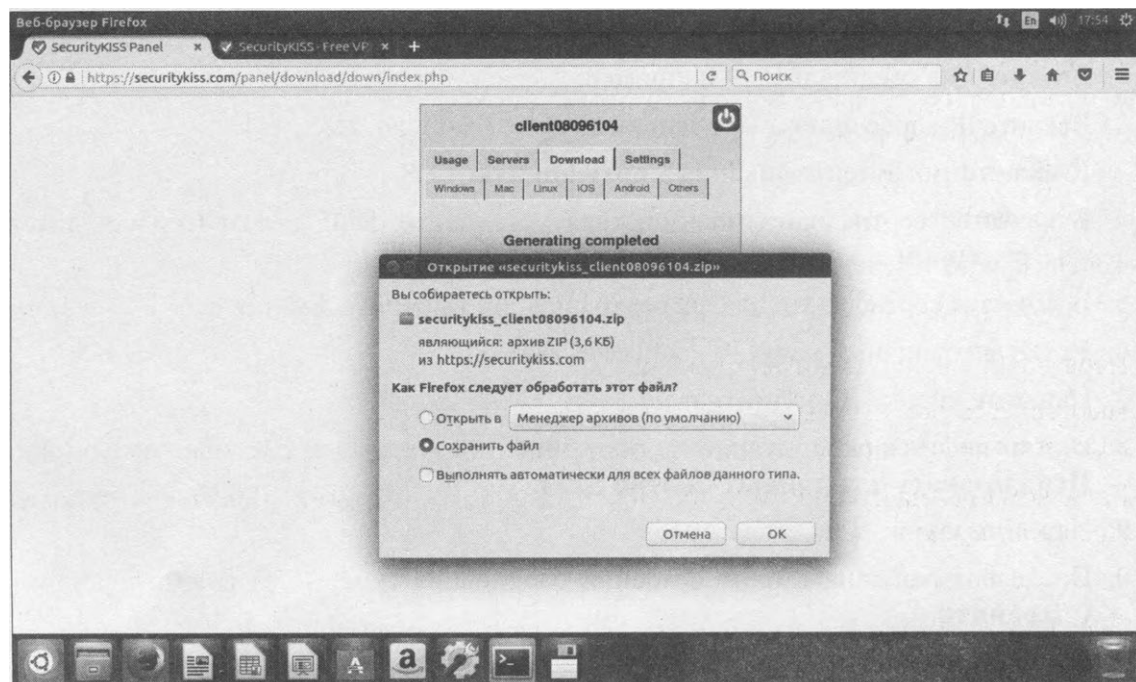 Веб-браузер Firefox
En
17:54
SecurityKISS Panel
SecurityKISS - Free VP
https://securitykiss.com/panel/download/down/index.php
Поиск
client08096104
Usage Servers Download Settings
Windows Mac Linux IOS Android Others
Generating completed
Открытие «securitykiss_client08096104.zip»
Вы собираетесь открыть:
securitykiss_client08096104.zip
являющийся: архив ZIP (3,6 КБ)
из https://securitykiss.com
Как Firefox следует обработать этот файл?
Открыть в Менеджер архивов (по умолчанию)
Сохранить файл
Выполнять автоматически для всех файлов данного типа.
Отмена OK
A a >_